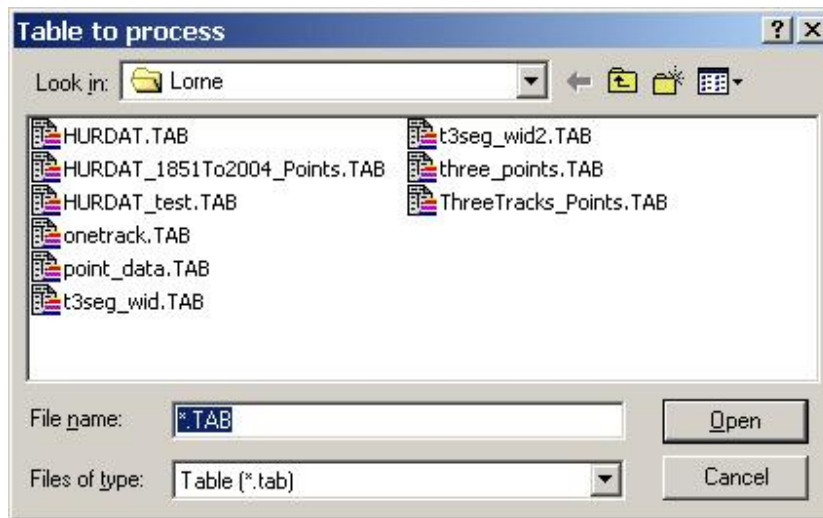 Table to process
Look in: Lorne
HURDAT.TAB
HURDAT_1851To2004_Points.TAB
HURDAT_test.TAB
onetrack.TAB
point_data.TAB
t3seg_wid.TAB
t3seg_wid2.TAB
three_points.TAB
ThreeTracks_Points.TAB
File name: *.TAB
Open
Files of type: Table (*.tab)
Cancel